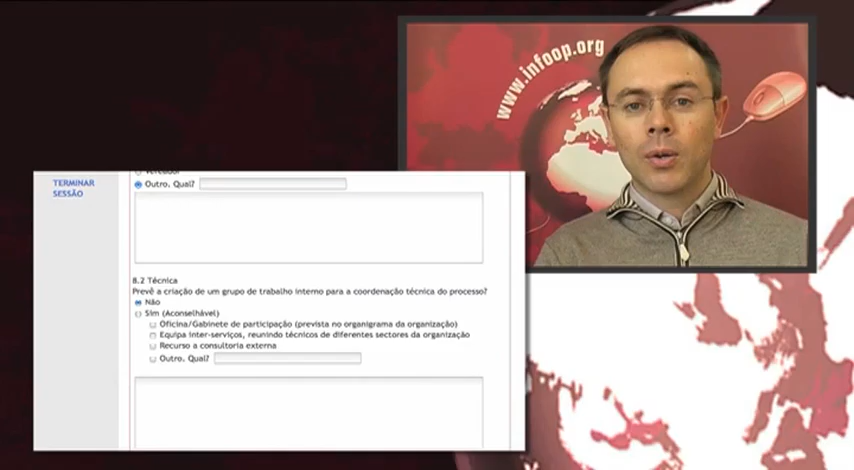 www.infoop.org
TERMINAR
SESSÃO
Vereador
Outro. Qual?
8.2 Técnica
Prevê a criação de um grupo de trabalho interno para a coordenação técnica do processo?
Não
Sim (Aconselhável)
Oficina/Gabinete de participação (prevista no organigrama da organização)
Equipa inter-serviços, reunindo técnicos de diferentes sectores da organização
Recurso a consultoria externa
Outro. Qual?